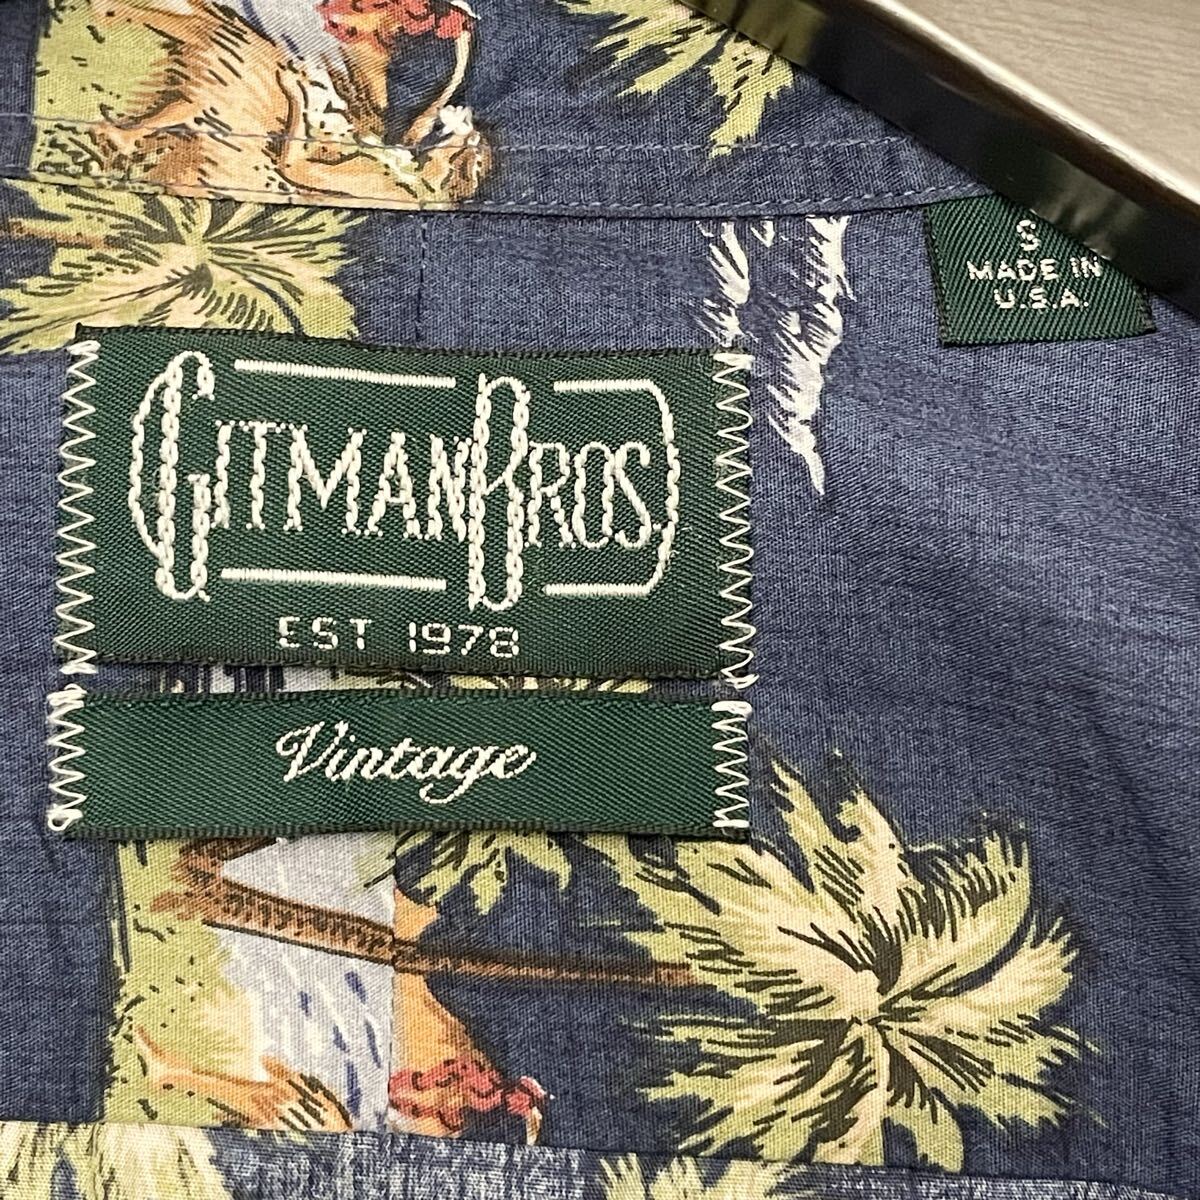 S
MADE IN
U.S.A.
GITMAN BROS.
EST 1978
Vintage